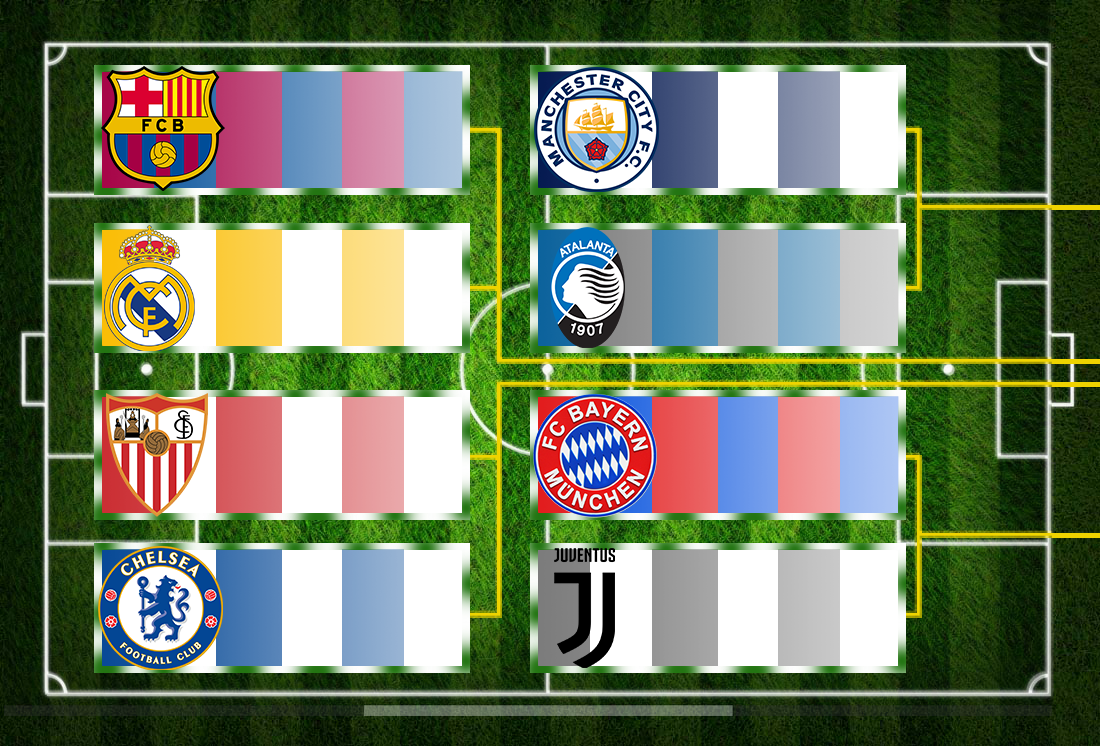 FCB
MANCHESTER CITY F.C.
ATALANTA
1907
FC BAYERN
MÜNCHEN
CHELSEA
FOOTBALL CLUB
JUVENTUS